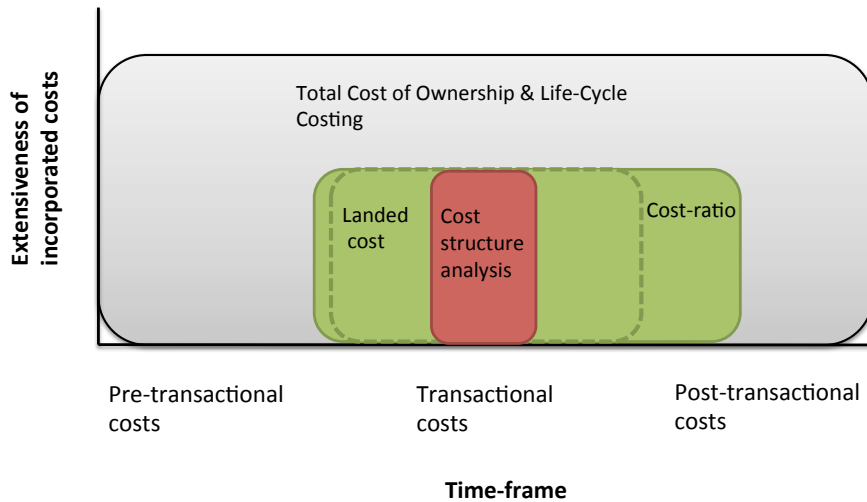 Extensiveness of
incorporated costs
Total Cost of Ownership & Life-Cycle
Costing
Landed
cost
Cost
structure
analysis
Cost-ratio
Pre-transactional
costs
Transactional
costs
Post-transactional
costs
Time-frame